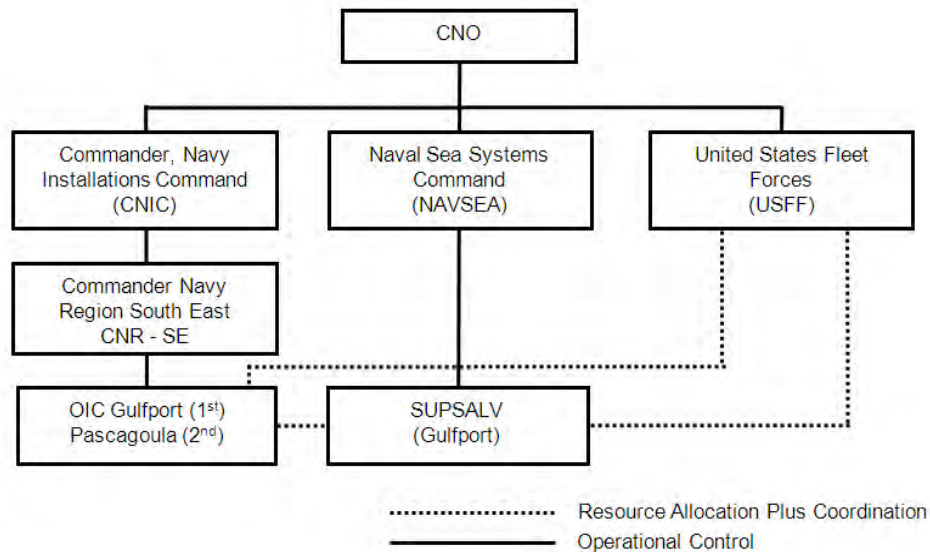 CNO
Commander, Navy
Installations Command
(CNIC)
Naval Sea Systems
Command
(NAVSEA)
United States Fleet
Forces
(USFF)
Commander Navy
Region South East
CNR - SE
OIC Gulfport (1st)
Pascagoula (2nd)
SUPSALV
(Gulfport)
Resource Allocation Plus Coordination
Operational Control